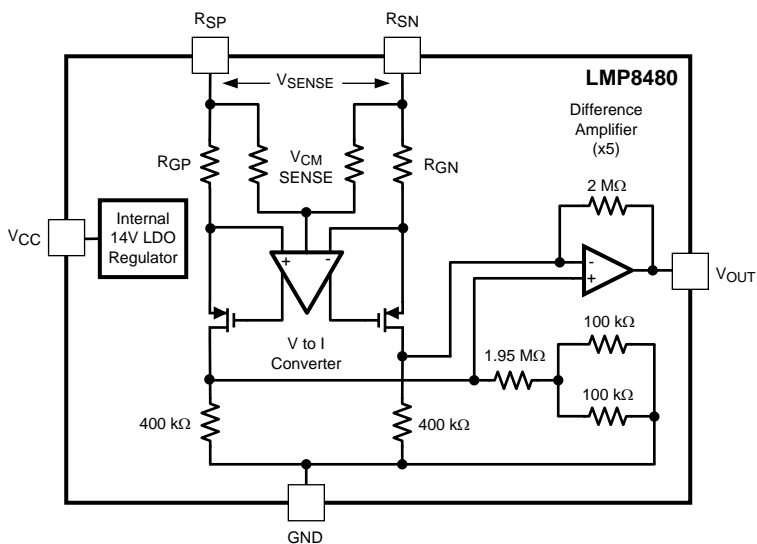 RSP
RSN
VSENSE
LMP8480
Difference
Amplifier
(x5)
RGP
VCM
SENSE
RGN
2 MΩ
VCC
Internal
14V LDO
Regulator
+
-
-
+
VOUT
V to I
Converter
1.95 MΩ
100 kΩ
100 kΩ
400 kΩ
400 kΩ
GND